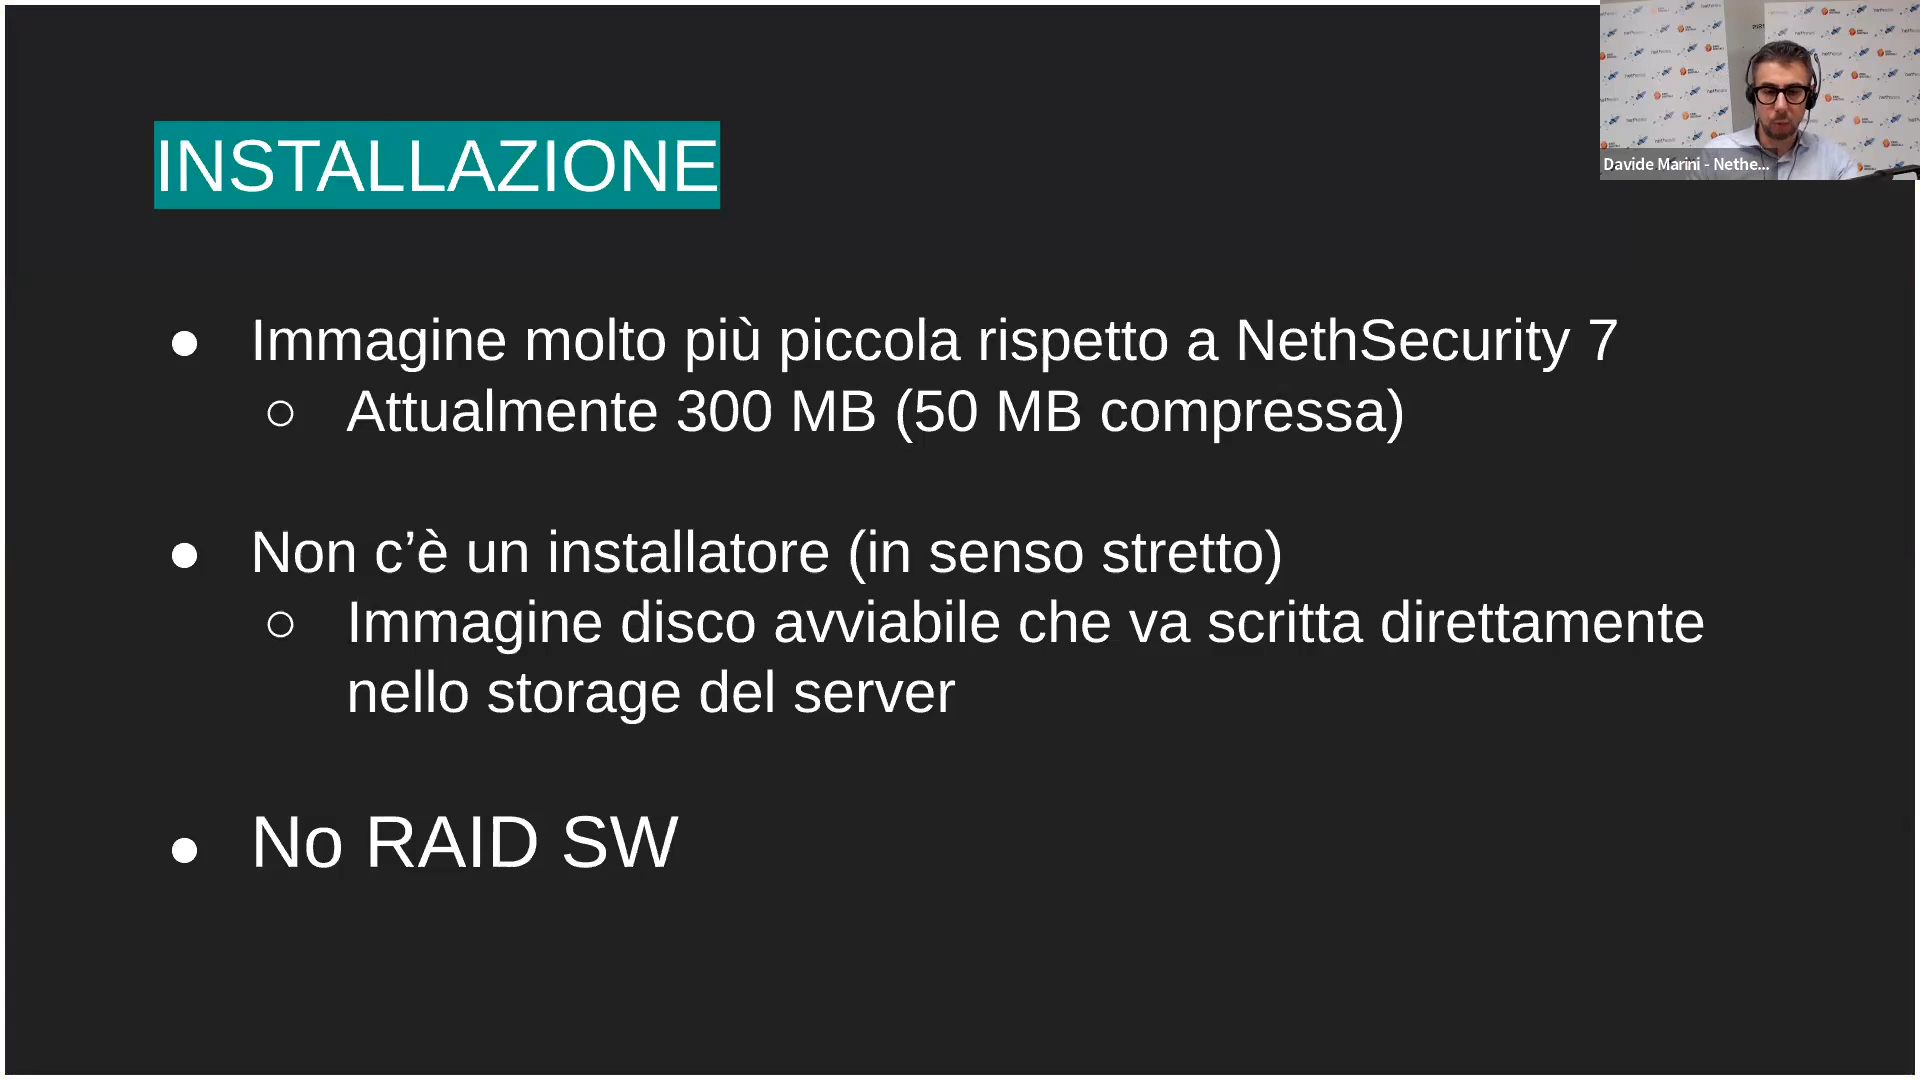 INSTALLAZIONE
● Immagine molto più piccola rispetto a NethSecurity 7
○ Attualmente 300 MB (50 MB compressa)
● Non c’è un installatore (in senso stretto)
○ Immagine disco avviabile che va scritta direttamente
nello storage del server
● No RAID SW
Davide Marini - Nethe...